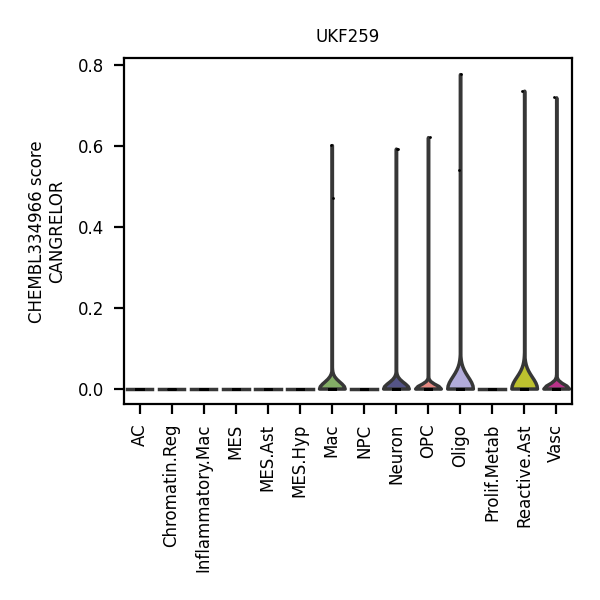 UKF259
CHEMBL334966 score
CANGRELOR
0.8
0.6
0.4
0.2
0.0
AC
Chromatin.Reg
Inflammatory.Mac
MES
MES.Ast
MES.Hyp
Mac
NPC
Neuron
OPC
Oligo
Prolif.Metab
Reactive.Ast
Vasc